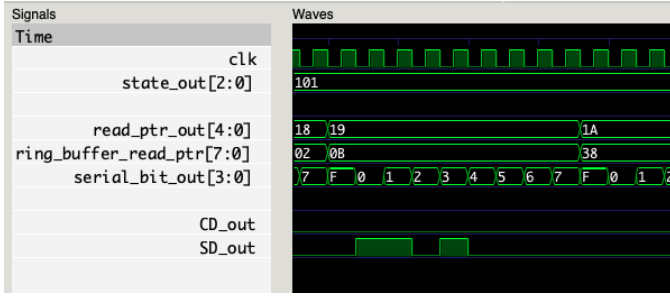 Signals Waves
Time
clk
state_out[2:0] 101
read_ptr_out[4:0] 18 19 1A
ring_buffer_read_ptr[7:0] 02 0B 38
serial_bit_out[3:0] 7 F 0 1 2 3 4 5 6 7 F 0 1 2
CD_out
SD_out